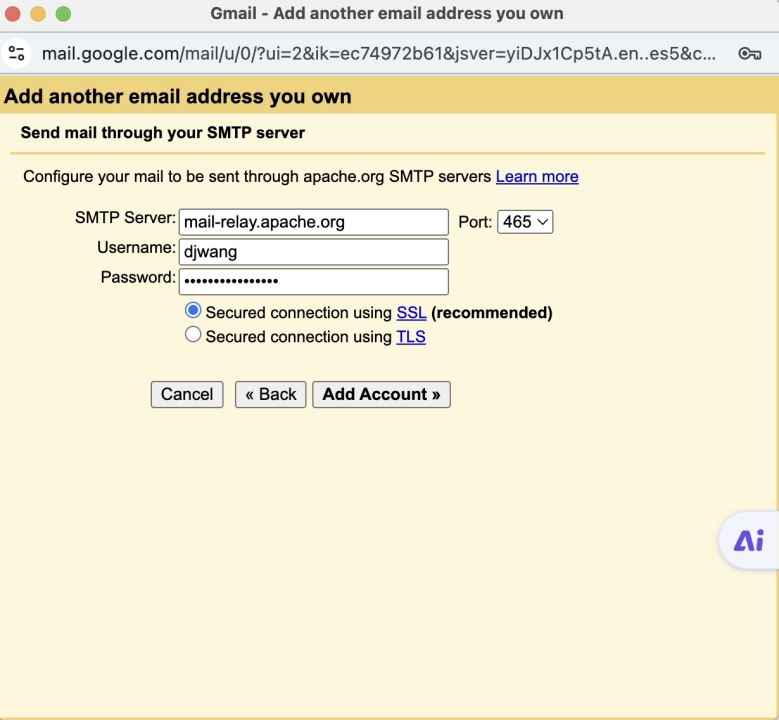 Gmail - Add another email address you own
mail.google.com/mail/u/0/?ui=2&ik=ec74972b61&jsver=yiDJx1Cp5tA.en..es5&c...
Add another email address you own
Send mail through your SMTP server
Configure your mail to be sent through apache.org SMTP servers Learn more
SMTP Server: mail-relay.apache.org Port: 465
Username: djwang
Password: ••••••••••••••••
Secured connection using SSL (recommended)
Secured connection using TLS
Cancel « Back Add Account »
Ai